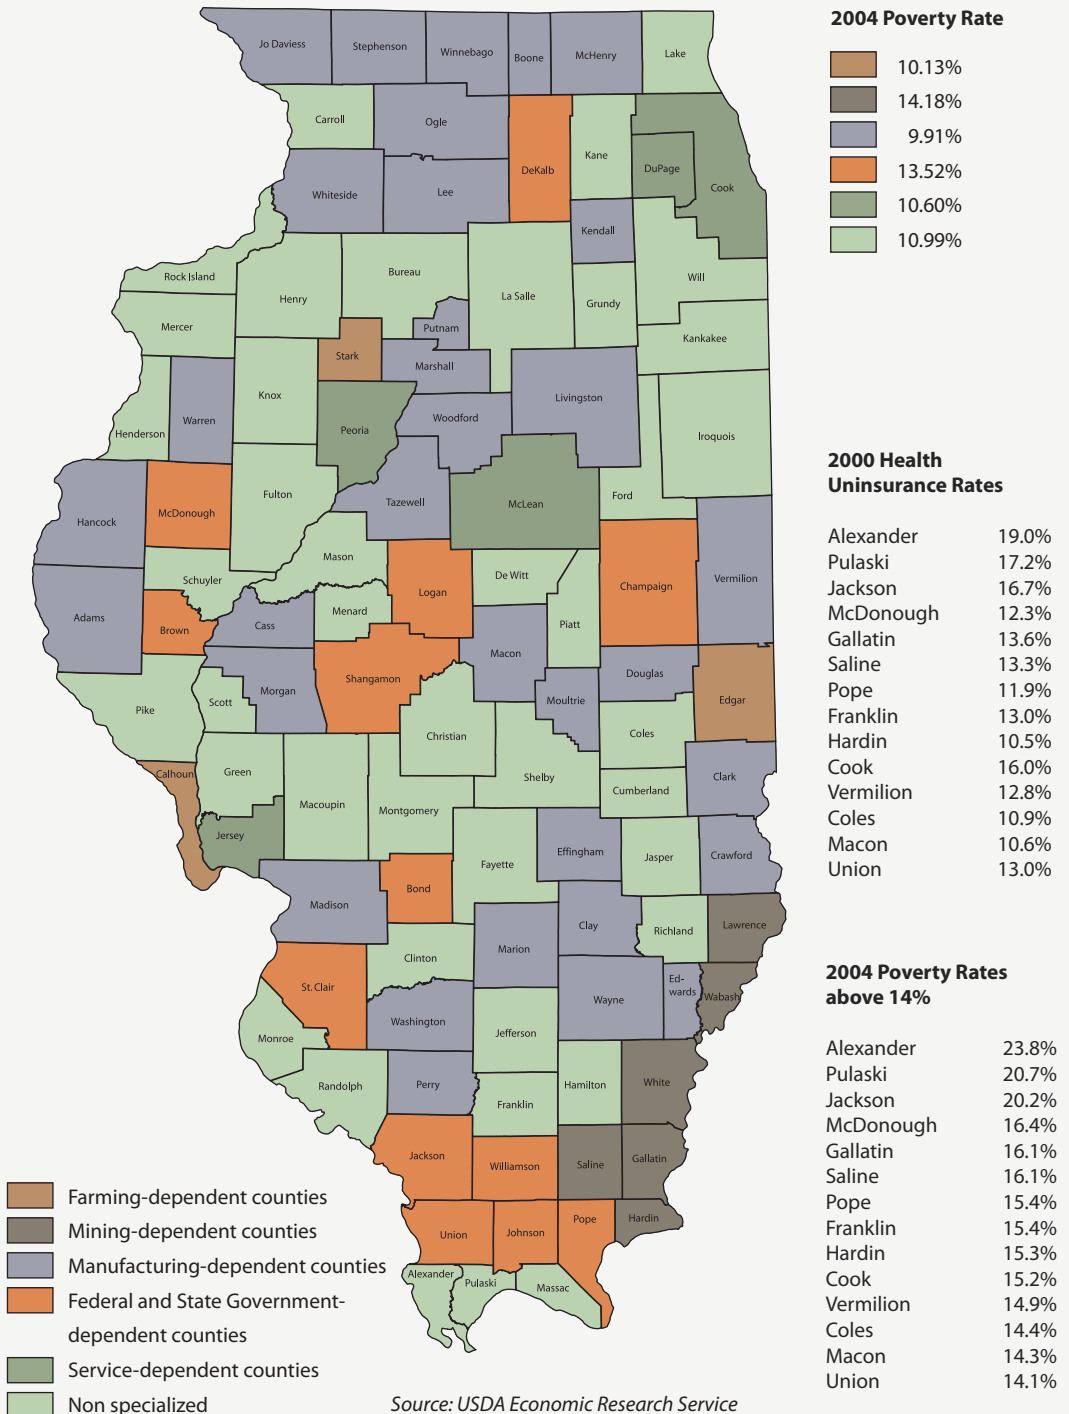 2004 Poverty Rate
10.13%
14.18%
9.91%
13.52%
10.60%
10.99%
Jo Daviess
Stephenson
Winnebago
Boone
McHenry
Lake
Carroll
Ogle
DeKalb
Kane
DuPage
Cook
Whiteside
Lee
Kendall
Rock Island
Henry
Bureau
La Salle
Grundy
Will
Mercer
Putnam
Kankakee
Stark
Marshall
Knox
Livingston
Henderson
Warren
Peoria
Woodford
Iroquois
2000 Health
Uninsurance Rates
Alexander 19.0%
Pulaski 17.2%
Jackson 16.7%
McDonough 12.3%
Gallatin 13.6%
Saline 13.3%
Pope 11.9%
Franklin 13.0%
Hardin 10.5%
Cook 16.0%
Vermilion 12.8%
Coles 10.9%
Macon 10.6%
Union 13.0%
Hancock
McDonough
Fulton
Tazewell
McLean
Ford
Mason
Schuyler
Logan
De Witt
Champaign
Vermilion
Adams
Brown
Cass
Menard
Piatt
Macon
Shangamon
Morgan
Scott
Pike
Moultrie
Douglas
Edgar
Christian
Coles
Calhoun
Green
Macoupin
Montgomery
Shelby
Cumberland
Clark
Jersey
Fayette
Effingham
Jasper
Crawford
Bond
Madison
Clay
Richland
Lawrence
Clinton
Marion
St. Clair
Wayne
Ed-
wards
Wabash
Washington
Monroe
Jefferson
Randolph
Perry
Hamilton
White
Franklin
Jackson
Williamson
Saline
Gallatin
Union
Johnson
Pope
Hardin
Alexander
Pulaski
Massac
2004 Poverty Rates
above 14%
Alexander 23.8%
Pulaski 20.7%
Jackson 20.2%
McDonough 16.4%
Gallatin 16.1%
Saline 16.1%
Pope 15.4%
Franklin 15.4%
Hardin 15.3%
Cook 15.2%
Vermilion 14.9%
Coles 14.4%
Macon 14.3%
Union 14.1%
Farming-dependent counties
Mining-dependent counties
Manufacturing-dependent counties
Federal and State Government-
dependent counties
Service-dependent counties
Non specialized
Source: USDA Economic Research Service